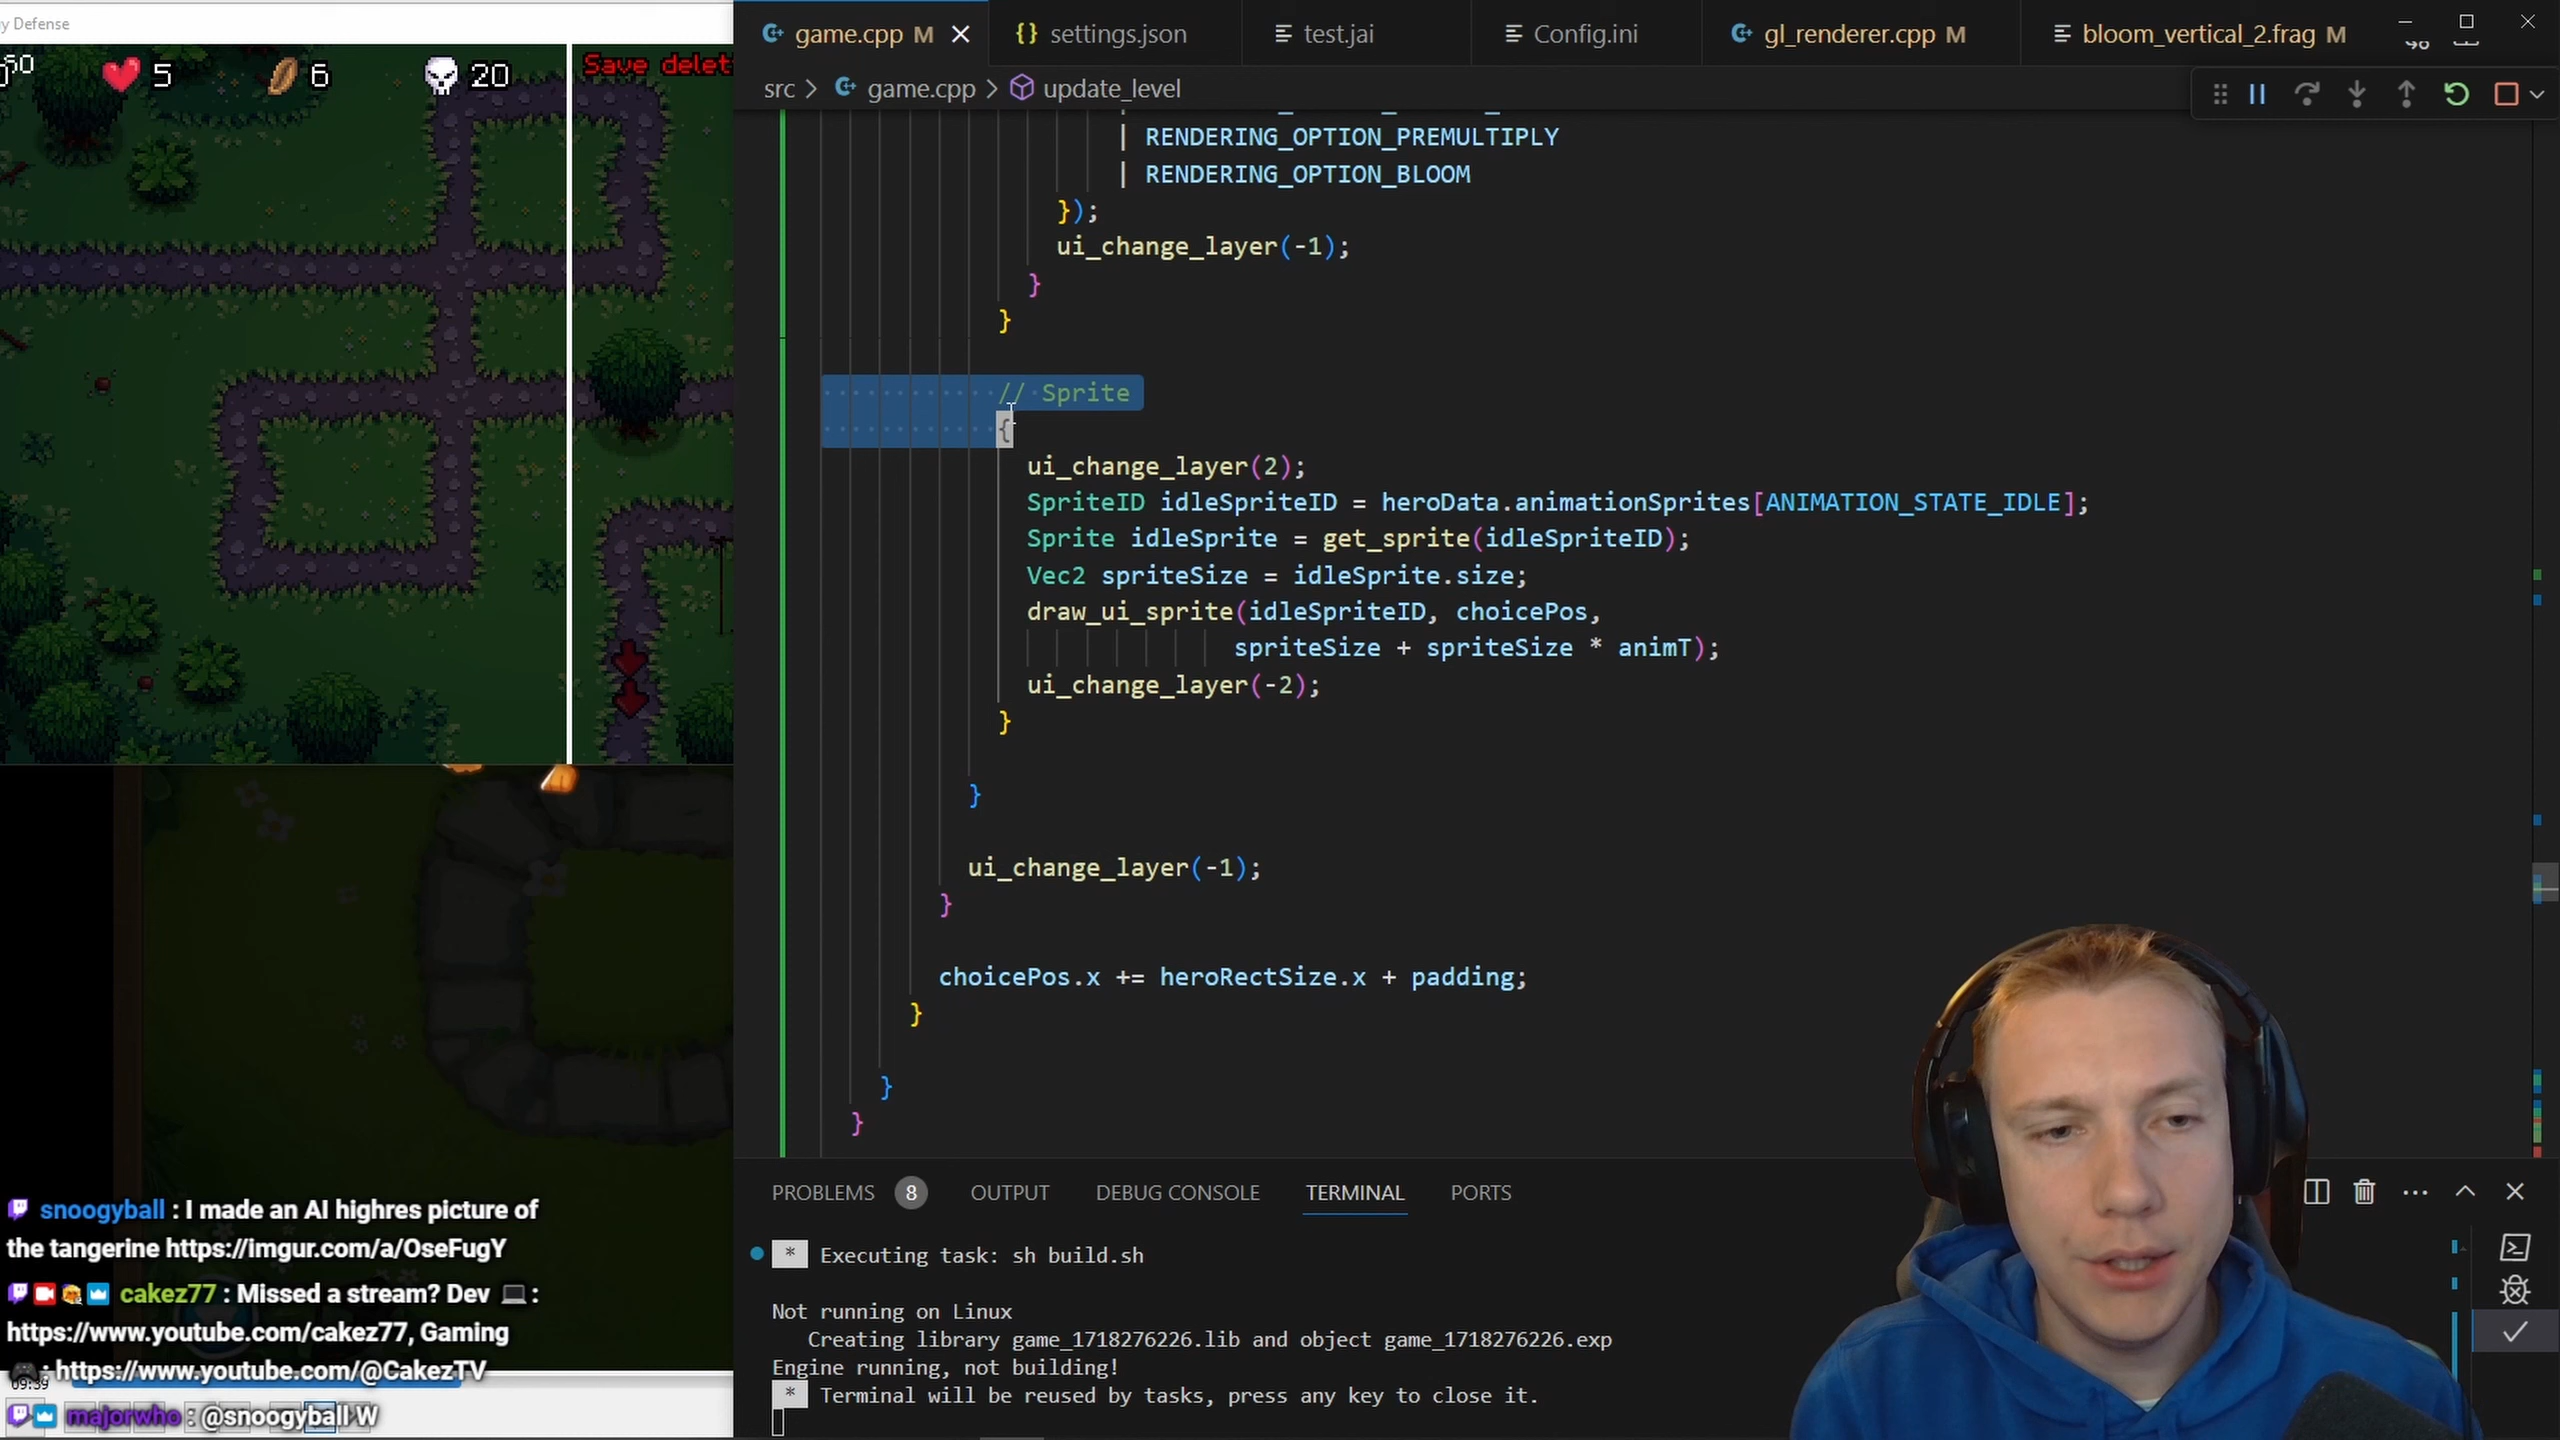 y Defense
50
5
6
20
Save delet
game.cpp M
settings.json
test.jai
Config.ini
gl_renderer.cpp M
bloom_vertical_2.frag M
src > game.cpp > update_level
| RENDERING_OPTION_PREMULTIPLY
| RENDERING_OPTION_BLOOM
});
ui_change_layer(-1);
}
}
// Sprite
{
ui_change_layer(2);
SpriteID idleSpriteID = heroData.animationSprites[ANIMATION_STATE_IDLE];
Sprite idleSprite = get_sprite(idleSpriteID);
Vec2 spriteSize = idleSprite.size;
draw_ui_sprite(idleSpriteID, choicePos,
spriteSize + spriteSize * animT);
ui_change_layer(-2);
}
}
ui_change_layer(-1);
}
choicePos.x += heroRectSize.x + padding;
}
}
}
PROBLEMS 8 OUTPUT DEBUG CONSOLE TERMINAL PORTS
* Executing task: sh build.sh
Not running on Linux
Creating library game_1718276226.lib and object game_1718276226.exp
Engine running, not building!
* Terminal will be reused by tasks, press any key to close it.
snoogyball : I made an AI highres picture of
the tangerine https://imgur.com/a/OseFugY
cakez77 : Missed a stream? Dev 💻 :
https://www.youtube.com/cakez77, Gaming
🎮 : https://www.youtube.com/@CakezTV
09:39
majorwho : @snoogyball W